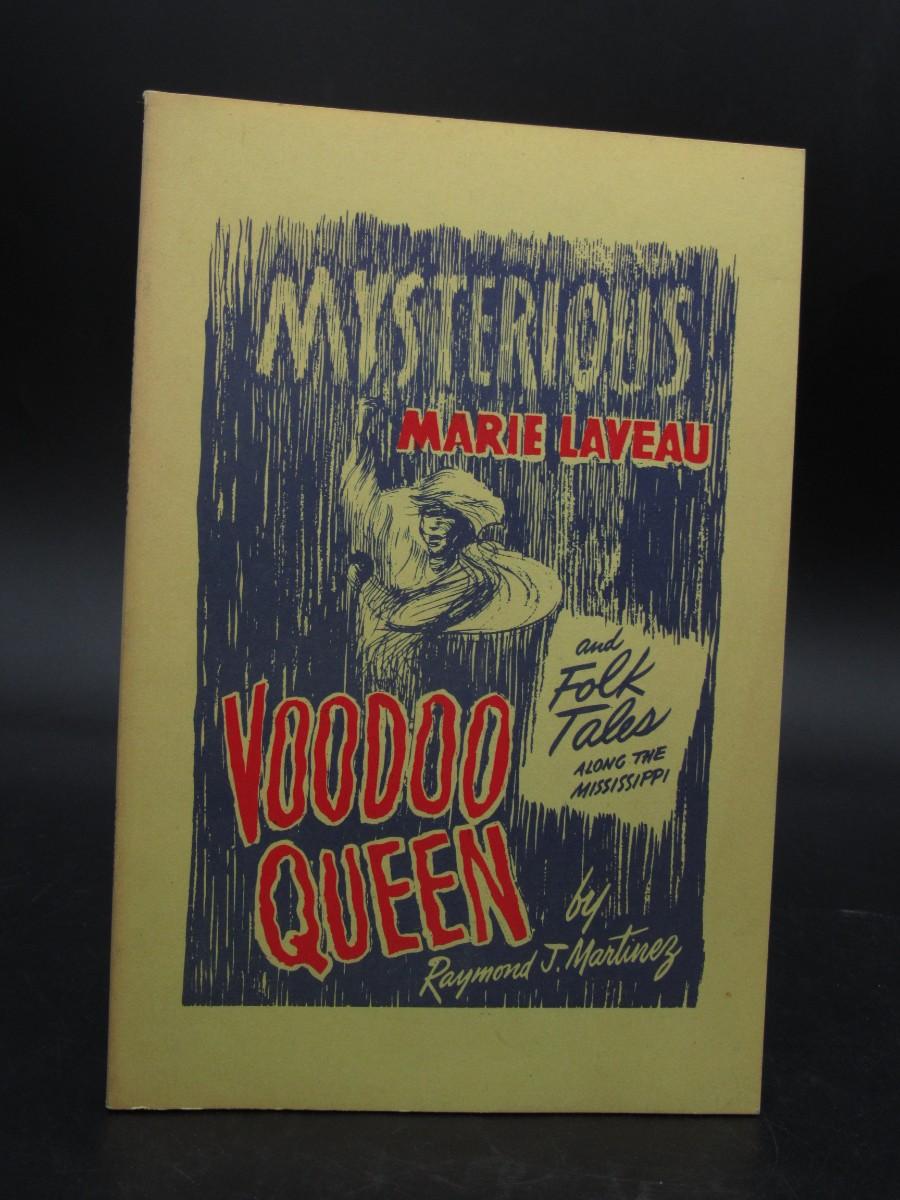 MYSTERIOUS
MARIE LAVEAU
VOODOO
QUEEN
and
Folk
Tales
ALONG THE
MISSISSIPPI
by
Raymond J. Martinez